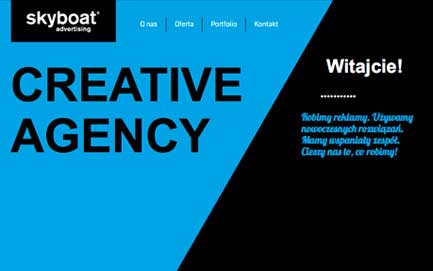 skyboat®
advertising
O nas Oferta Portfolio Kontakt
CREATIVE
AGENCY
Witajcie!
Robimy reklamy. Używamy
nowoczesnych rozwiązań.
Mamy wspaniały zespół.
Cieszy nas to, co robimy!